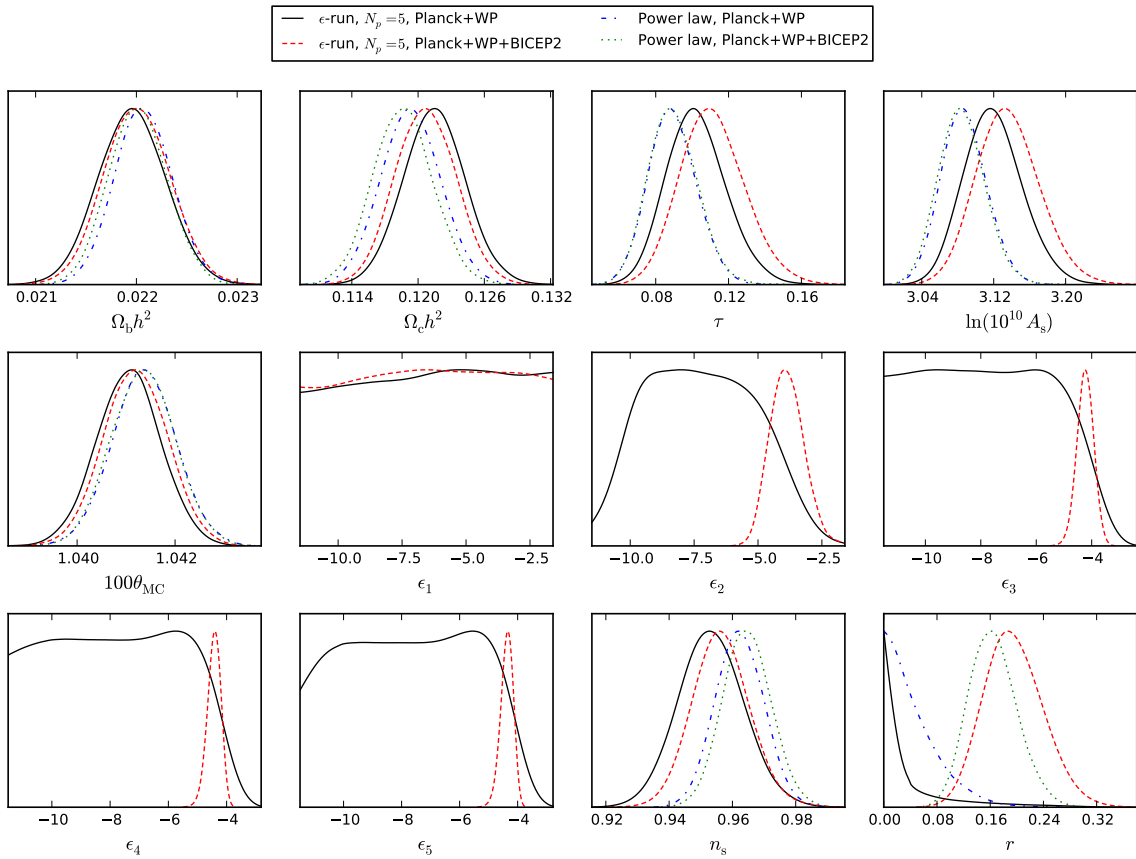 ϵ-run, N_p = 5, Planck+WP
ϵ-run, N_p = 5, Planck+WP+BICEP2
Power law, Planck+WP
Power law, Planck+WP+BICEP2
0.021 0.022 0.023
Ω_b h²
0.114 0.120 0.126 0.132
Ω_c h²
0.08 0.12 0.16
τ
3.04 3.12 3.20
ln(10¹⁰ A_s)
1.040 1.042
100θ_MC
−10.0 −7.5 −5.0 −2.5
ϵ_1
−10.0 −7.5 −5.0 −2.5
ϵ_2
−10 −8 −6 −4
ϵ_3
−10 −8 −6 −4
ϵ_4
−10 −8 −6 −4
ϵ_5
0.92 0.94 0.96 0.98
n_s
0.00 0.08 0.16 0.24 0.32
r